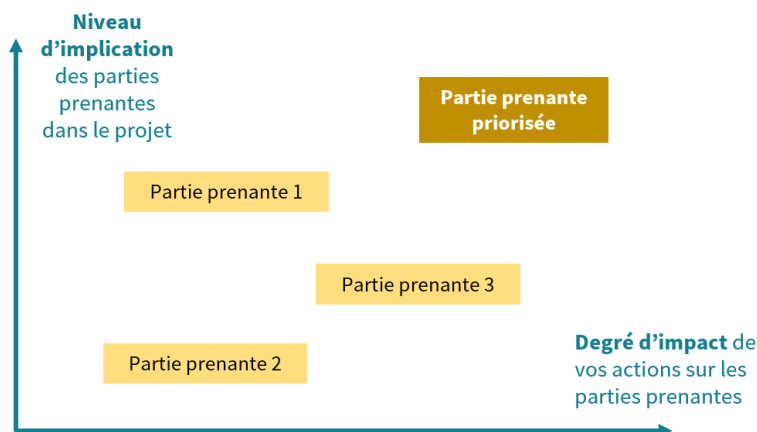 Niveau
d’implication
des parties
prenantes
dans le projet
Partie prenante
priorisée
Partie prenante 1
Partie prenante 3
Partie prenante 2
Degré d’impact de
vos actions sur les
parties prenantes